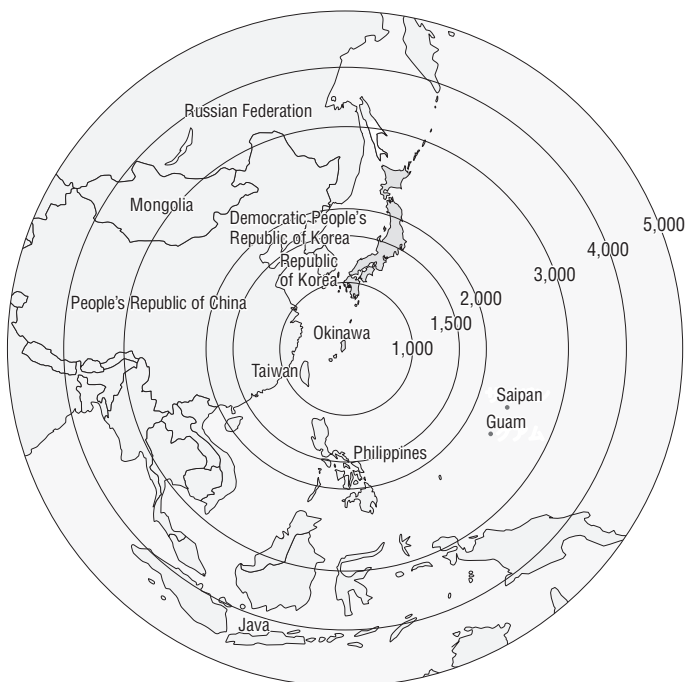 Russian Federation
Mongolia
Democratic People's
Republic of Korea
Republic
of Korea
People's Republic of China
Okinawa
Taiwan
Philippines
Saipan
Guam
Java
1,000
1,500
2,000
3,000
4,000
5,000